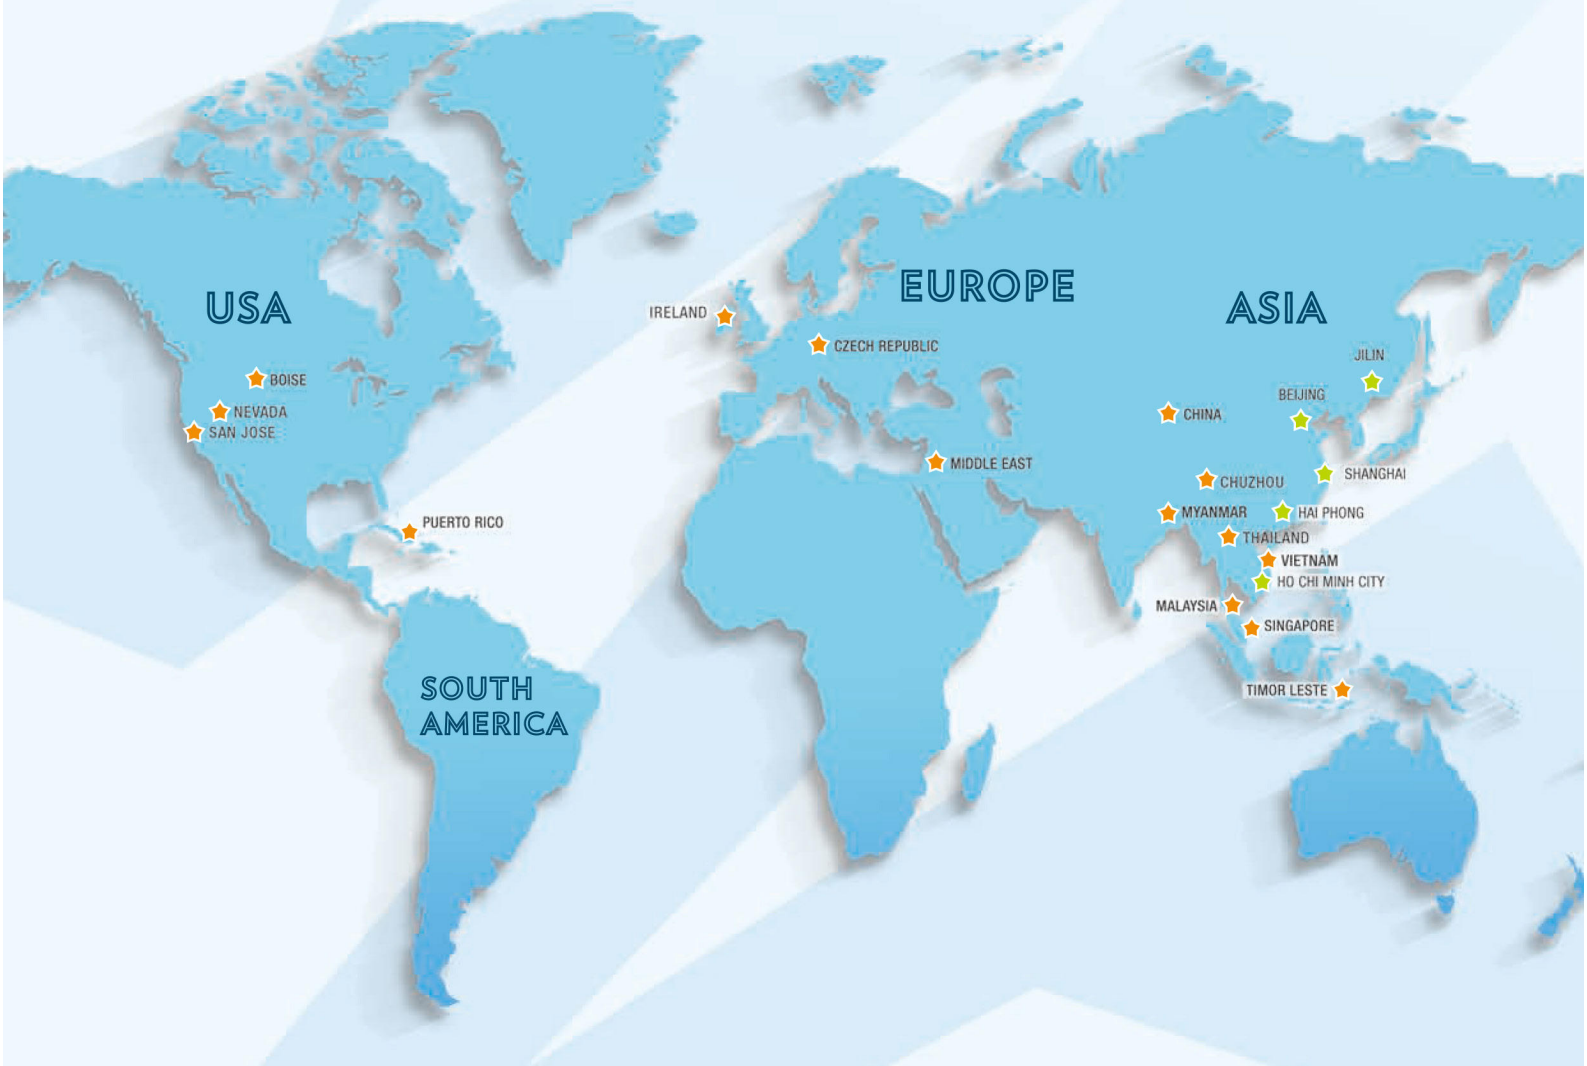 USA
BOISE
NEVADA
SAN JOSE
PUERTO RICO
SOUTH
AMERICA
EUROPE
IRELAND
CZECH REPUBLIC
MIDDLE EAST
ASIA
JILIN
BEIJING
CHINA
SHANGHAI
CHUZHOU
MYANMAR
HAI PHONG
THAILAND
VIETNAM
HO CHI MINH CITY
MALAYSIA
SINGAPORE
TIMOR LESTE